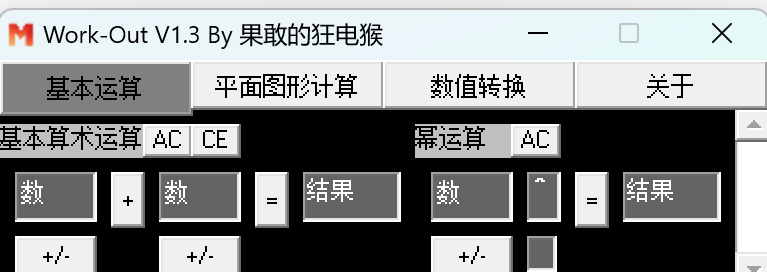 Work-Out V1.3 By 果敢的狂电猴
基本运算 平面图形计算 数值转换 关于
基本算术运算 AC CE 幂运算 AC
数 + 数 = 结果 数 ^ = 结果
+/- +/- +/-